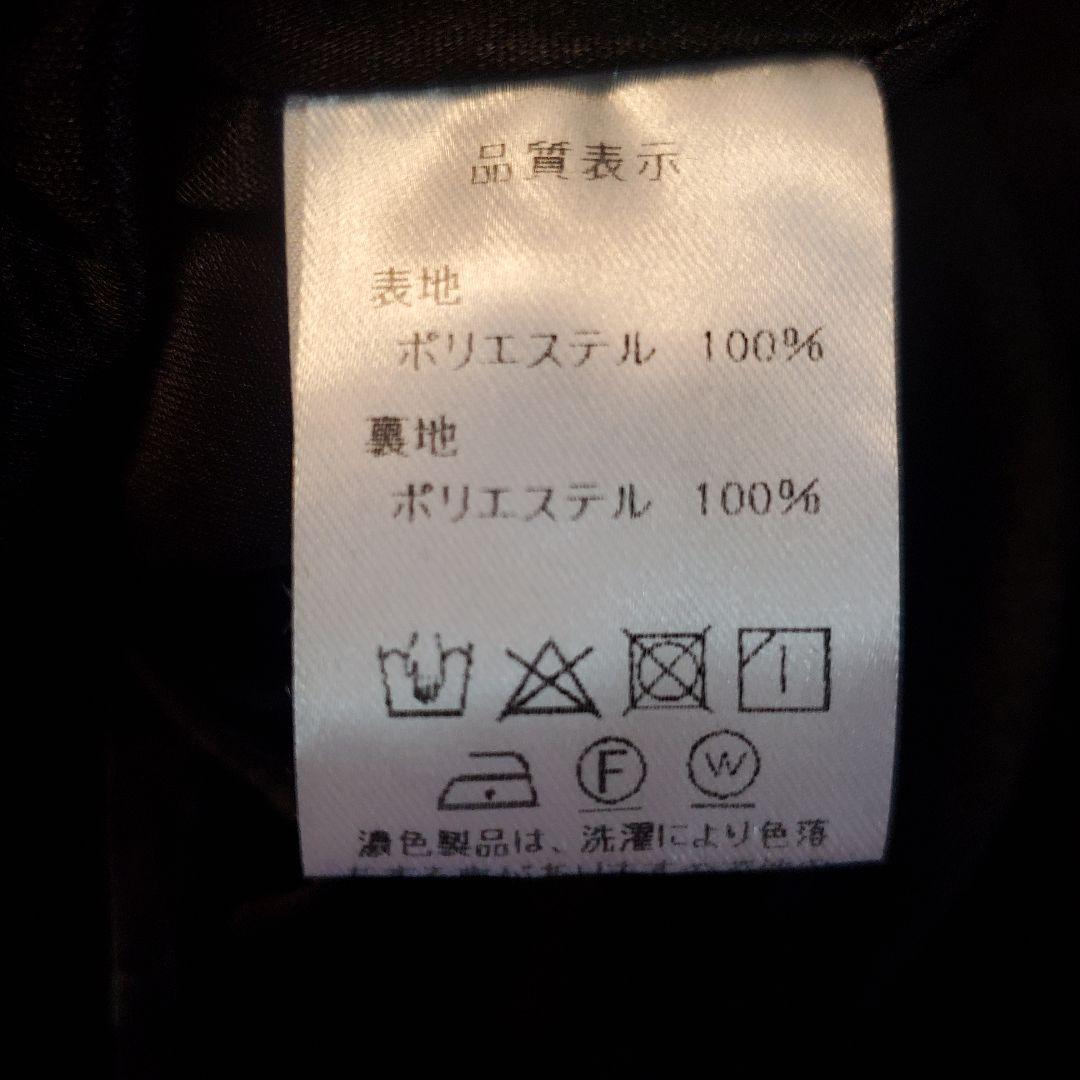 品質表示
表地
ポリエステル 100%
裏地
ポリエステル 100%
F W
濃色製品は、洗濯により色落